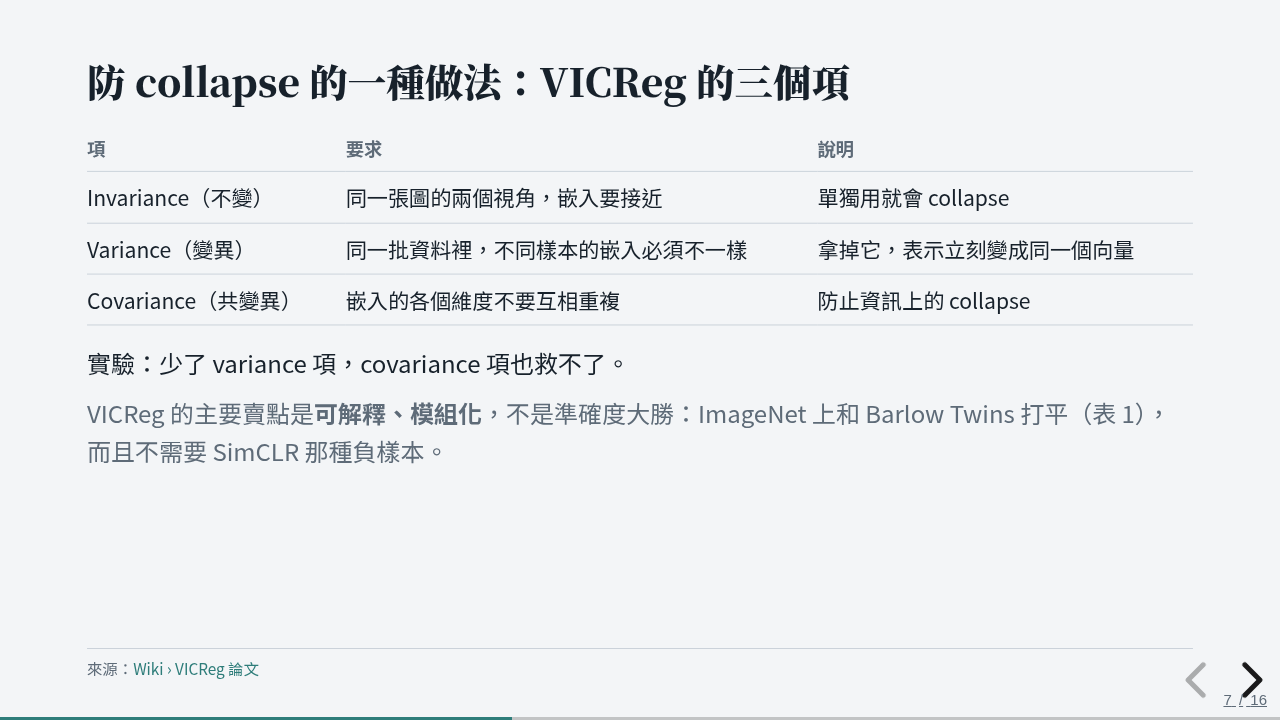 防 collapse 的一種做法：VICReg 的三個項
項 要求 說明
Invariance（不變） 同一張圖的兩個視角，嵌入要接近 單獨用就會 collapse
Variance（變異） 同一批資料裡，不同樣本的嵌入必須不一樣 拿掉它，表示立刻變成同一個向量
Covariance（共變異） 嵌入的各個維度不要互相重複 防止資訊上的 collapse
實驗：少了 variance 項，covariance 項也救不了。
VICReg 的主要賣點是可解釋、模組化，不是準確度大勝：ImageNet 上和 Barlow Twins 打平（表 1），
而且不需要 SimCLR 那種負樣本。
來源：Wiki › VICReg 論文
7 / 16